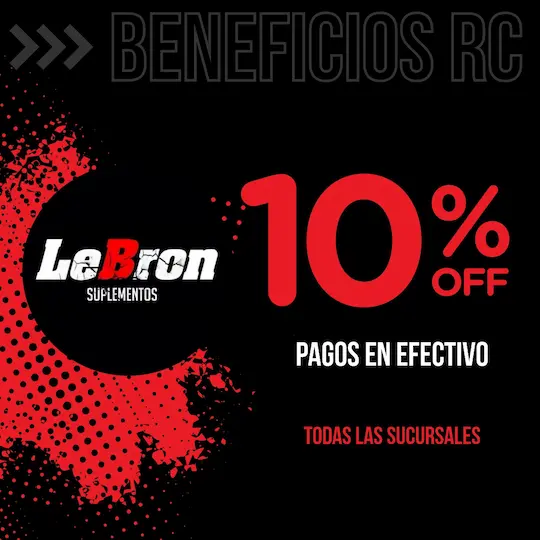 BENEFICIOS RC
LeBron
SUPLEMENTOS
10%
OFF
PAGOS EN EFECTIVO
TODAS LAS SUCURSALES